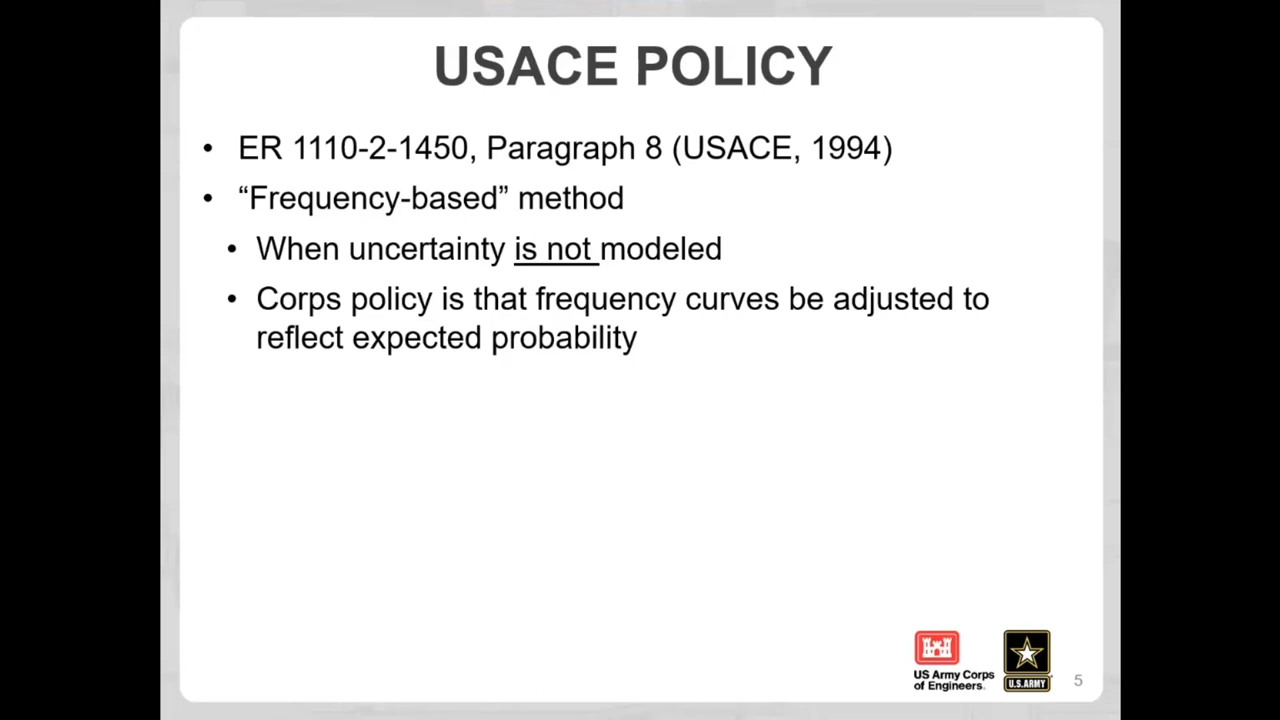 USACE POLICY
• ER 1110-2-1450, Paragraph 8 (USACE, 1994)
• “Frequency-based” method
• When uncertainty is not modeled
• Corps policy is that frequency curves be adjusted to
reflect expected probability
US Army Corps
of Engineers.
U.S.ARMY
5